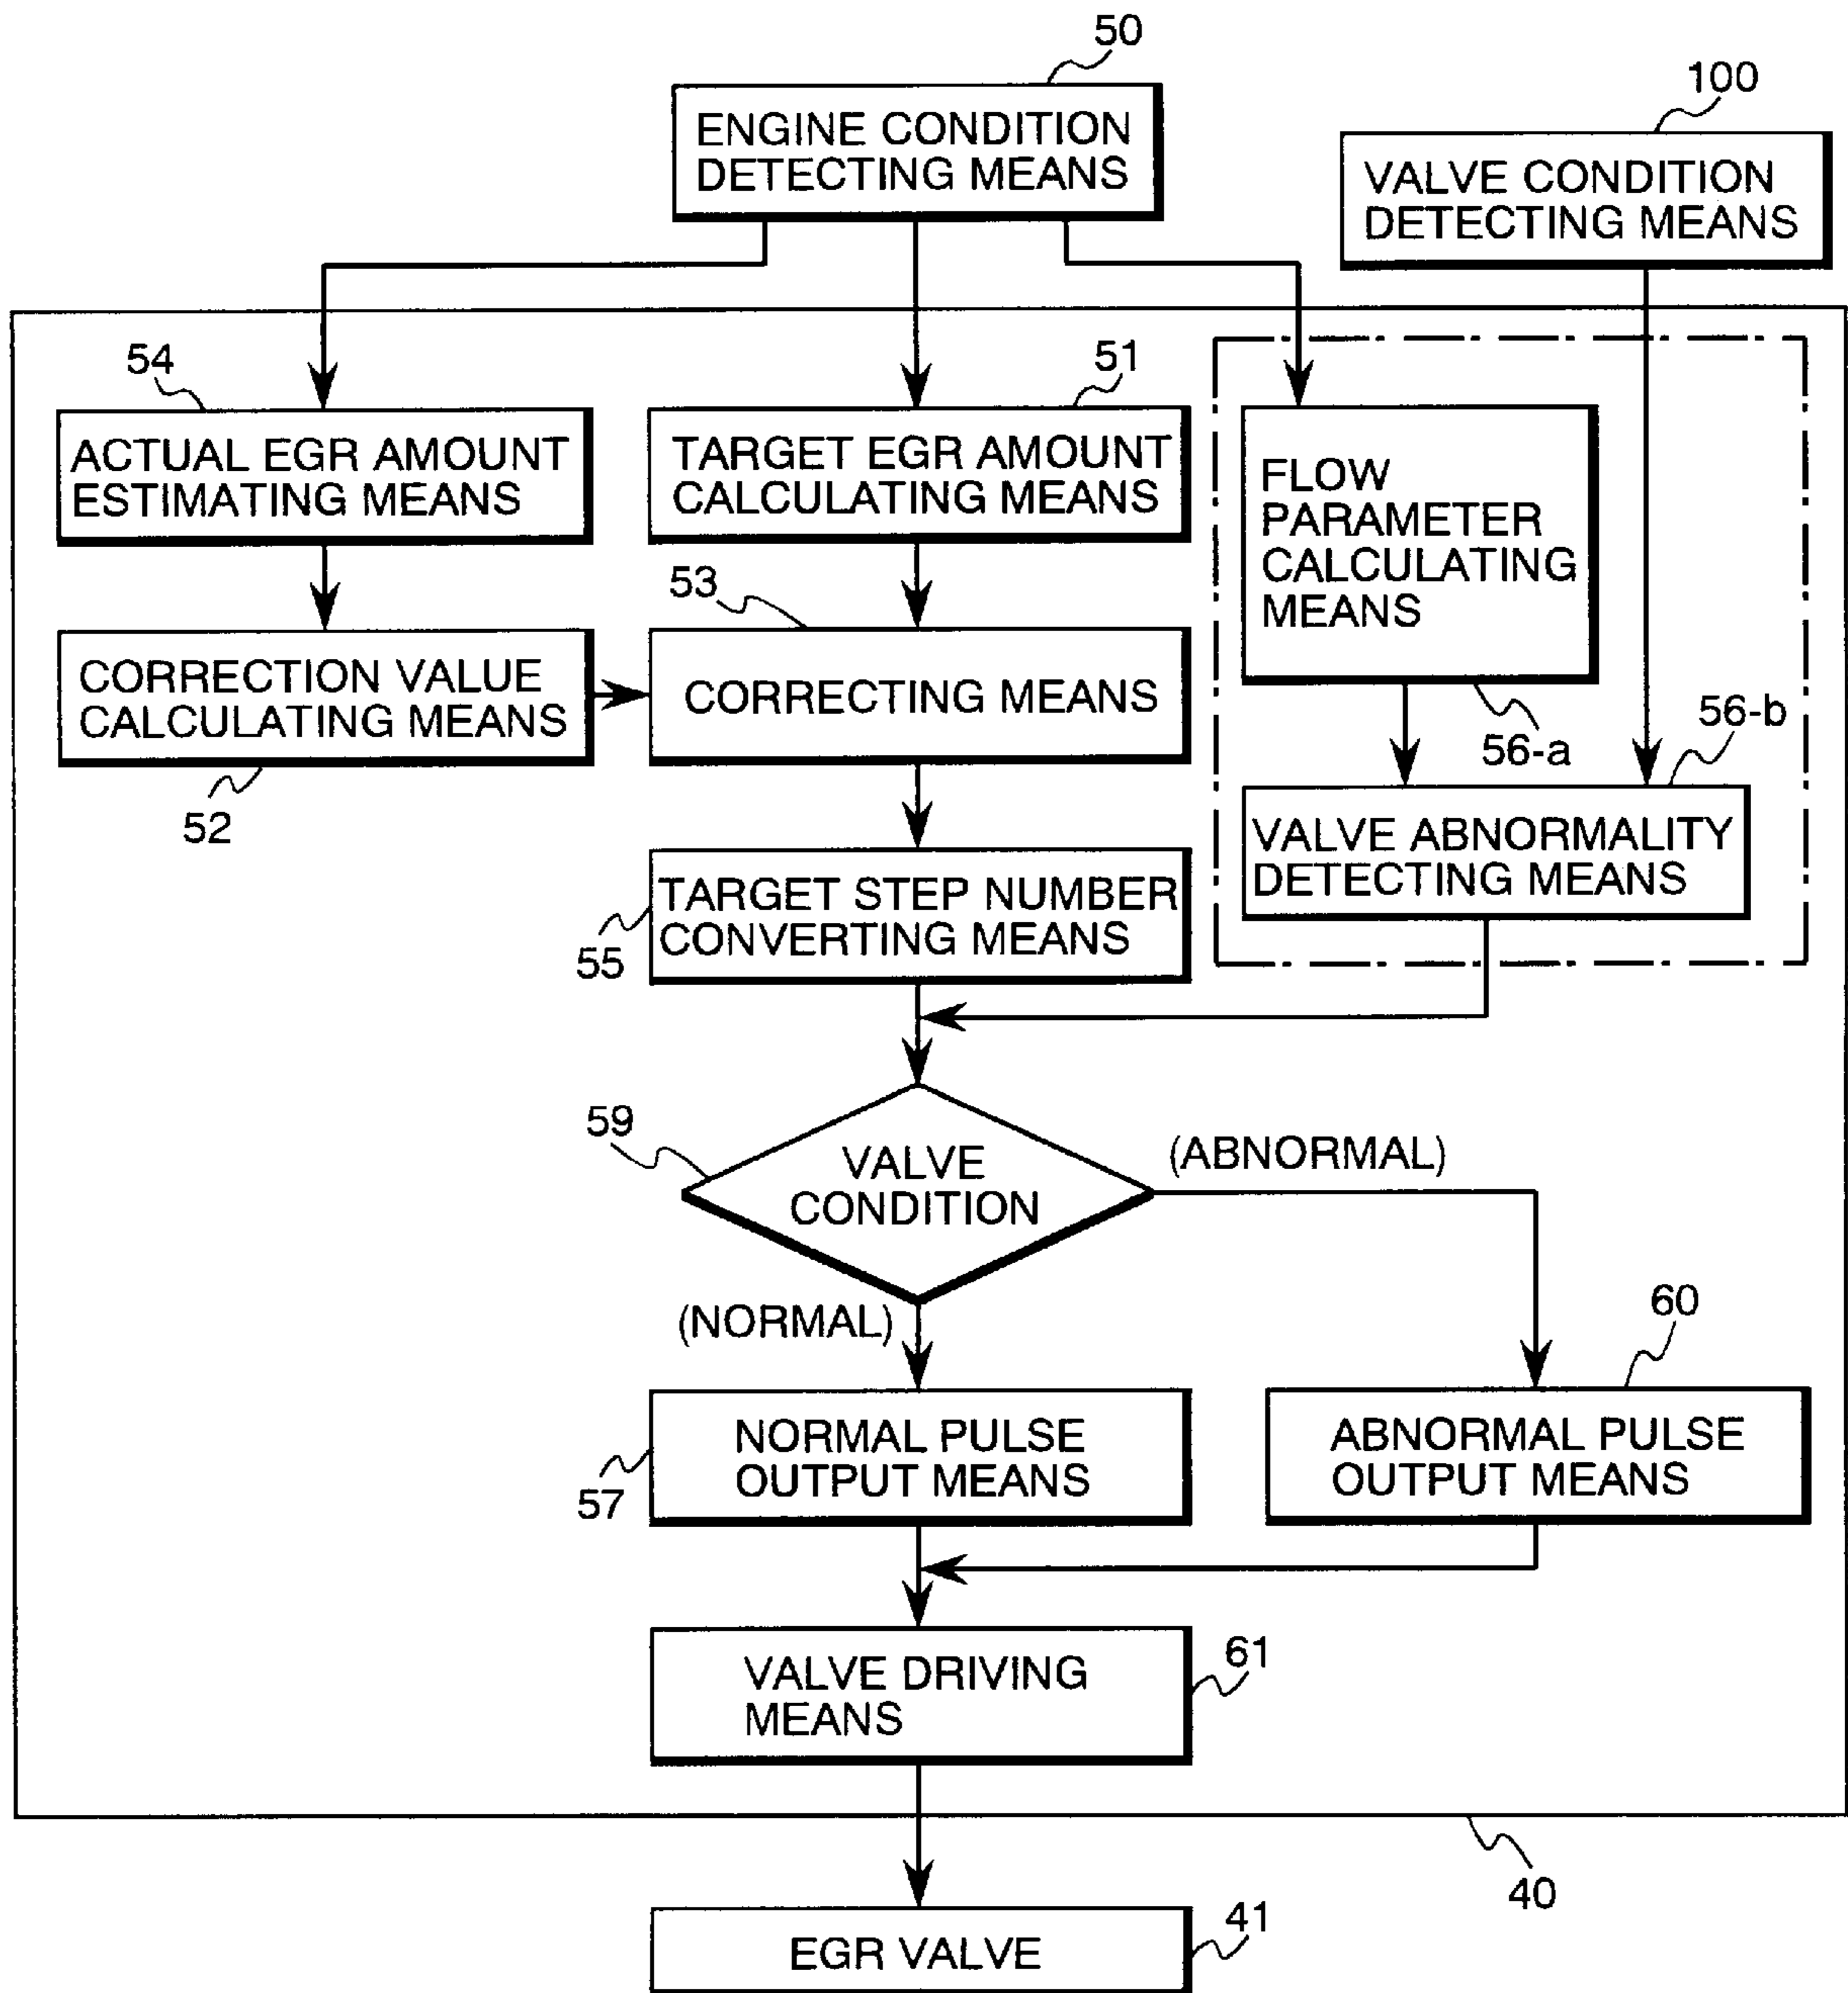 50
100
ENGINE CONDITION
DETECTING MEANS
VALVE CONDITION
DETECTING MEANS
54
51
ACTUAL EGR AMOUNT
ESTIMATING MEANS
TARGET EGR AMOUNT
CALCULATING MEANS
FLOW
PARAMETER
CALCULATING
MEANS
53
CORRECTION VALUE
CALCULATING MEANS
CORRECTING MEANS
56-a
56-b
52
VALVE ABNORMALITY
DETECTING MEANS
TARGET STEP NUMBER
CONVERTING MEANS
55
59
VALVE
CONDITION
(ABNORMAL)
(NORMAL)
60
NORMAL PULSE
OUTPUT MEANS
57
ABNORMAL PULSE
OUTPUT MEANS
VALVE DRIVING
MEANS
61
40
EGR VALVE
41